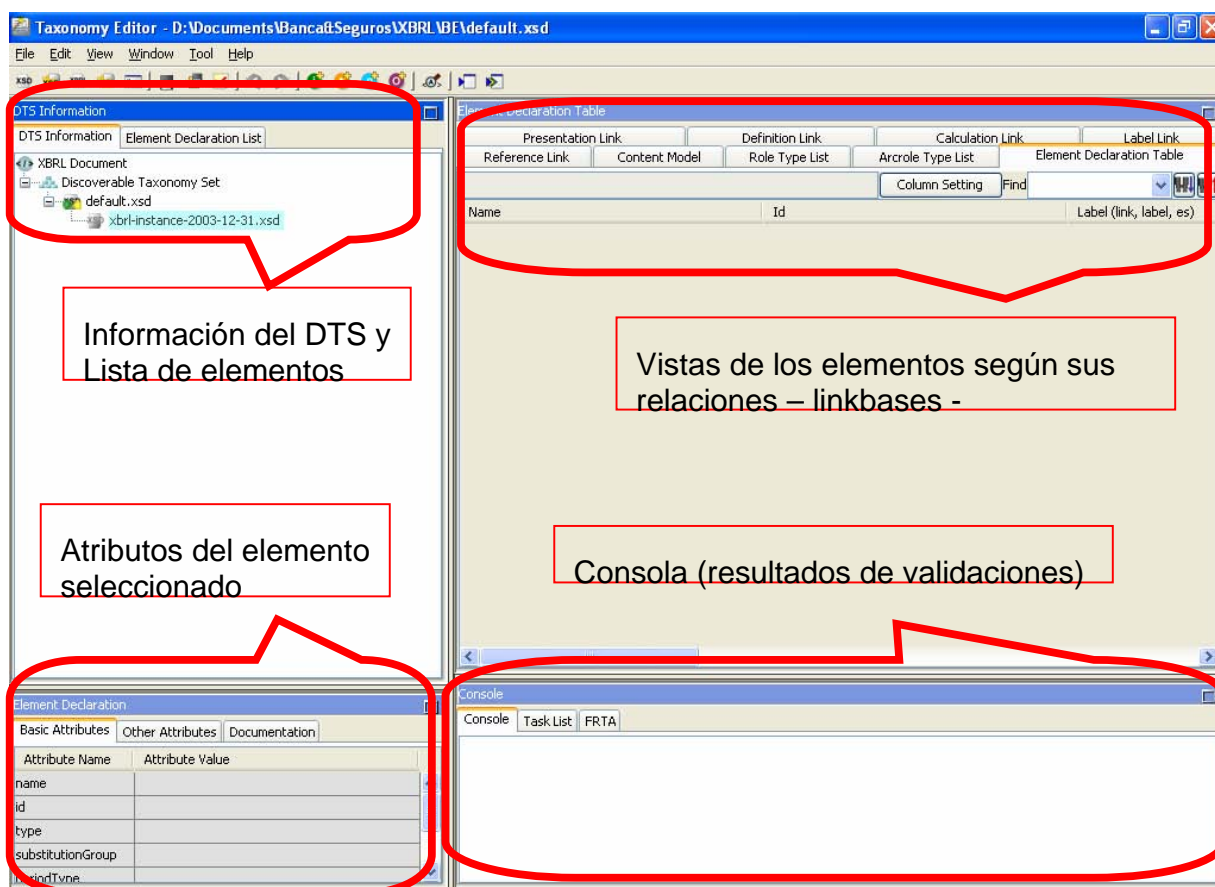 Taxonomy Editor - D:\Documents\Banca&Seguros\XBRL\BE\default.xsd
File Edit View Window Tool Help
DTS Information
DTS Information Element Declaration List
XBRL Document
Discoverable Taxonomy Set
default.xsd
xbrl-instance-2003-12-31.xsd
Element Declaration Table
Presentation Link Definition Link Calculation Link Label Link
Reference Link Content Model Role Type List Arcrole Type List Element Declaration Table
Column Setting Find
Name Id Label (link, label, es)
Información del DTS y
Lista de elementos
Vistas de los elementos según sus
relaciones – linkbases -
Atributos del elemento
seleccionado
Consola (resultados de validaciones)
Element Declaration
Basic Attributes Other Attributes Documentation
Attribute Name Attribute Value
name
id
type
substitutionGroup
periodType
Console
Console Task List FRTA